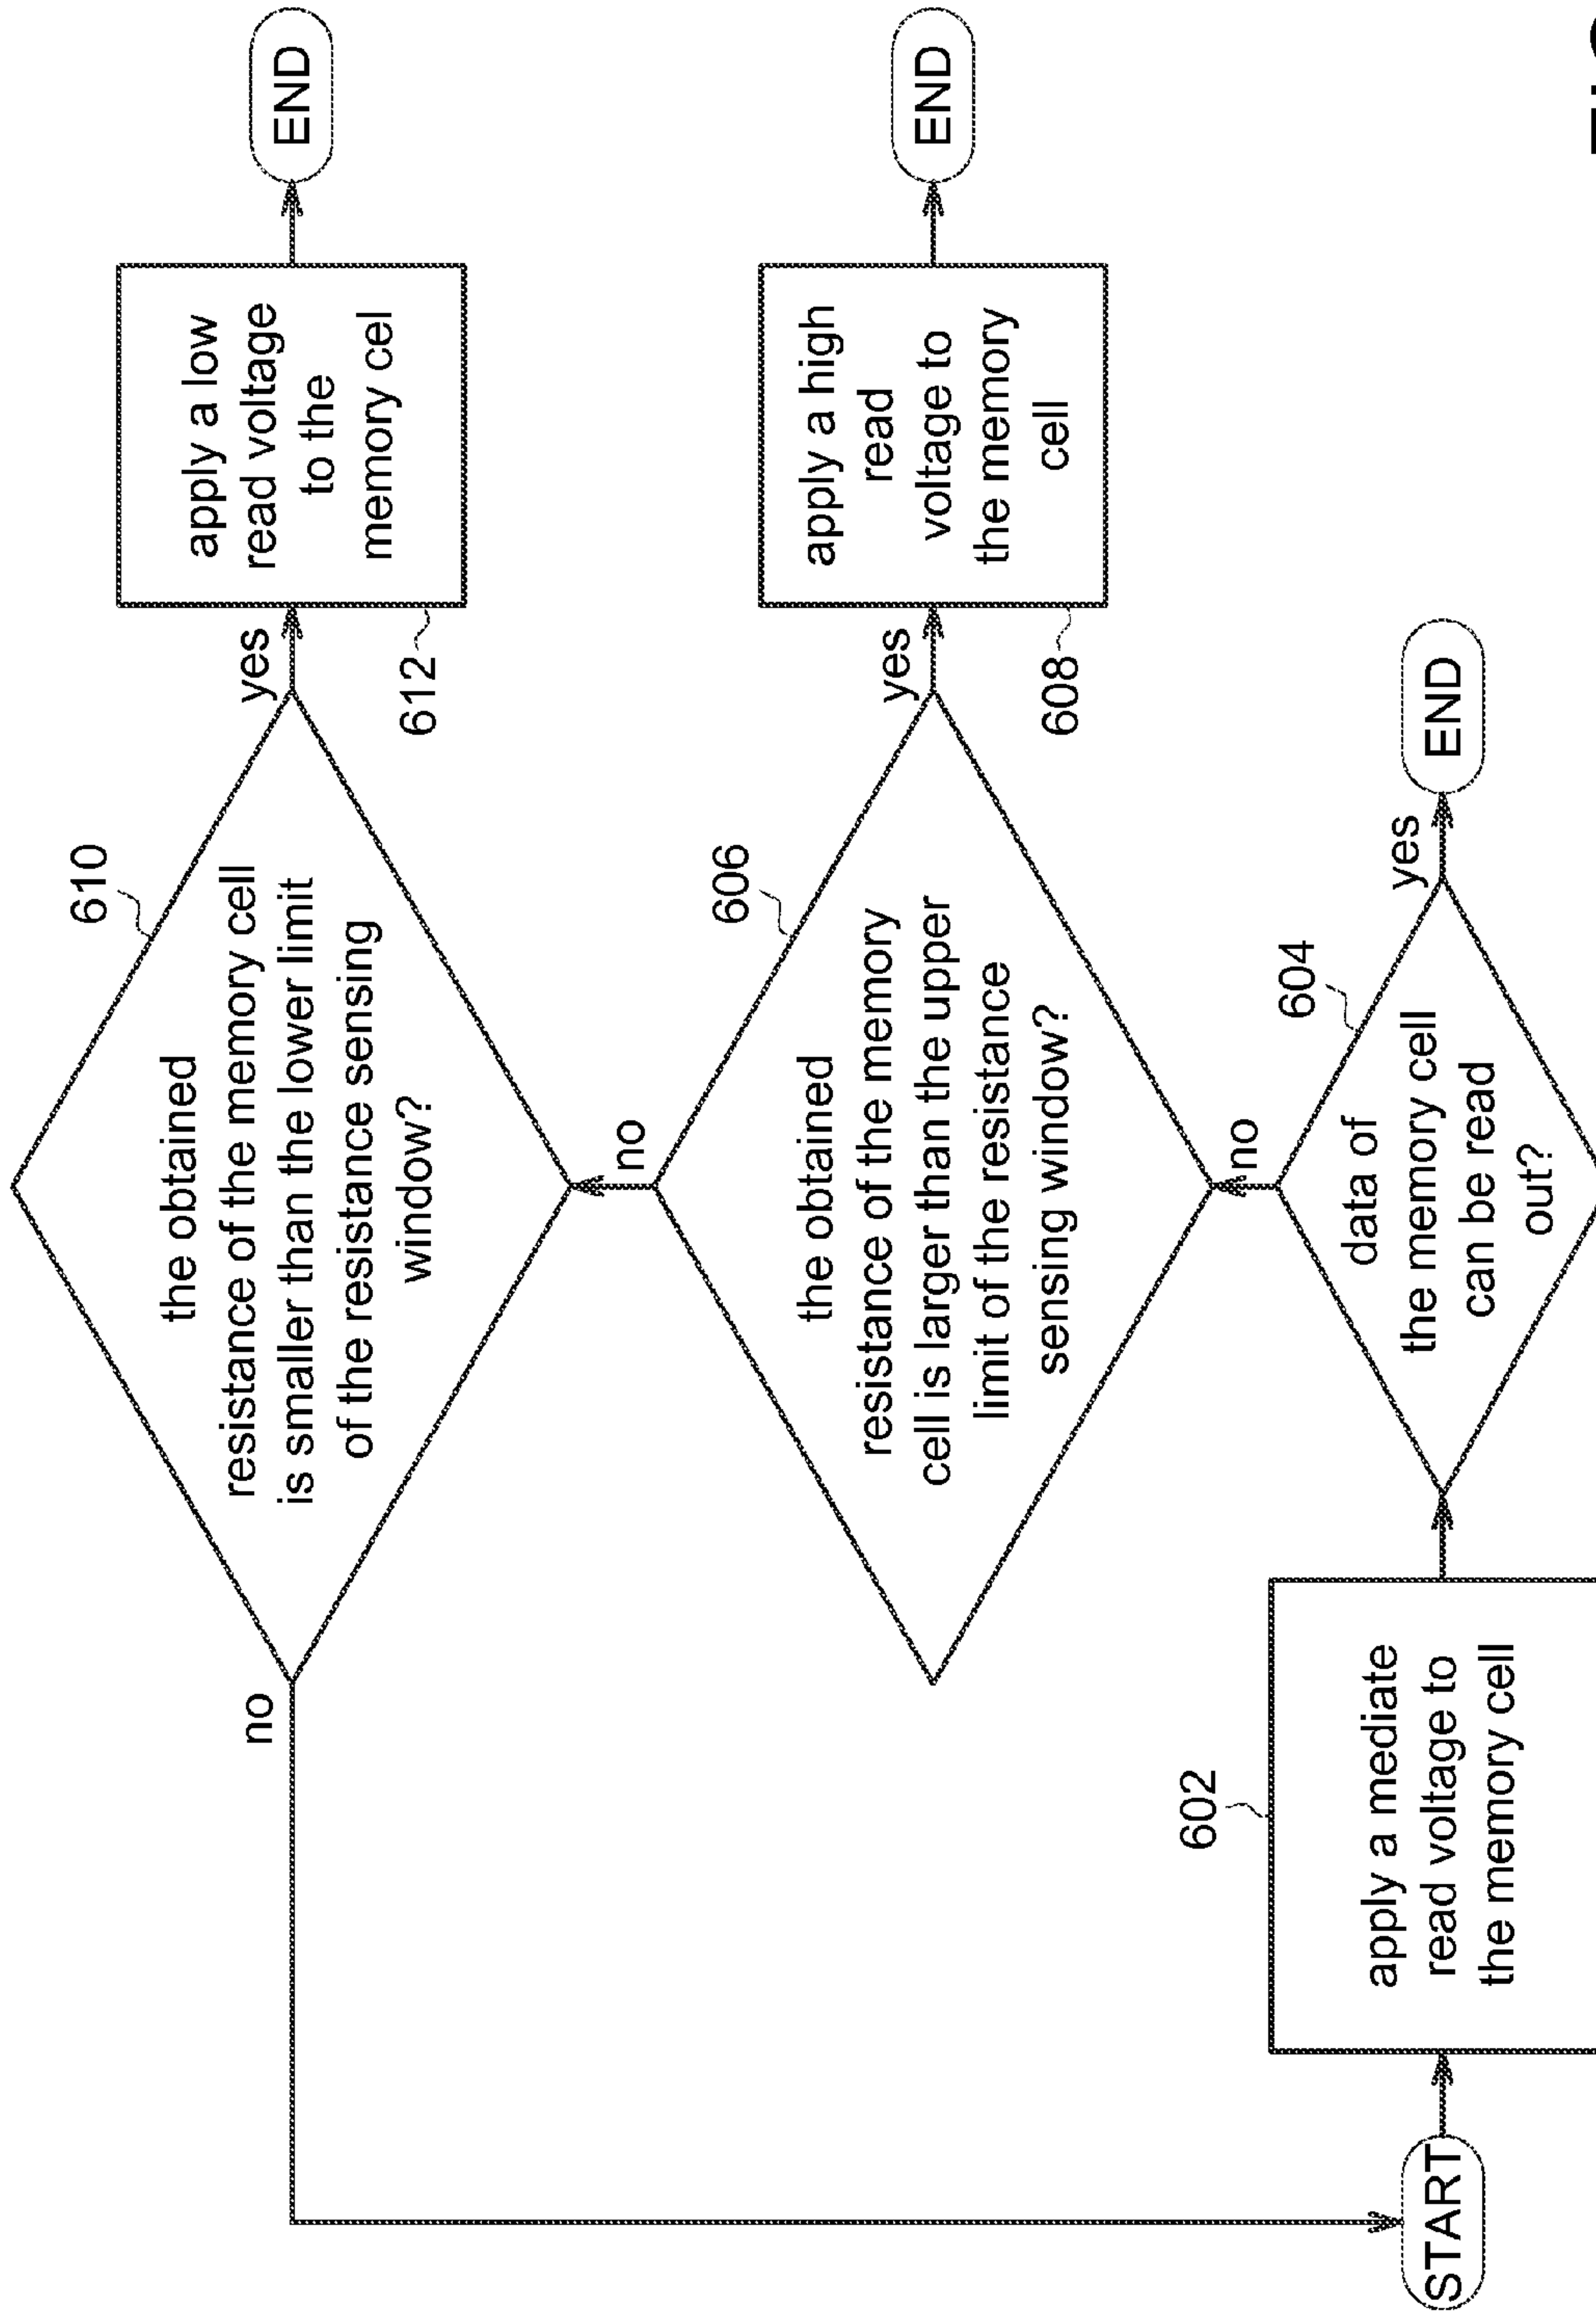 START
602
apply a mediate
read voltage to
the memory cell
604
data of
the memory cell
can be read
out?
yes
END
no
606
the obtained
resistance of the memory
cell is larger than the upper
limit of the resistance
sensing window?
yes
608
apply a high
read
voltage to
the memory
cell
END
no
610
the obtained
resistance of the memory cell
is smaller than the lower limit
of the resistance sensing
window?
yes
612
apply a low
read voltage
to the
memory cel
END
no